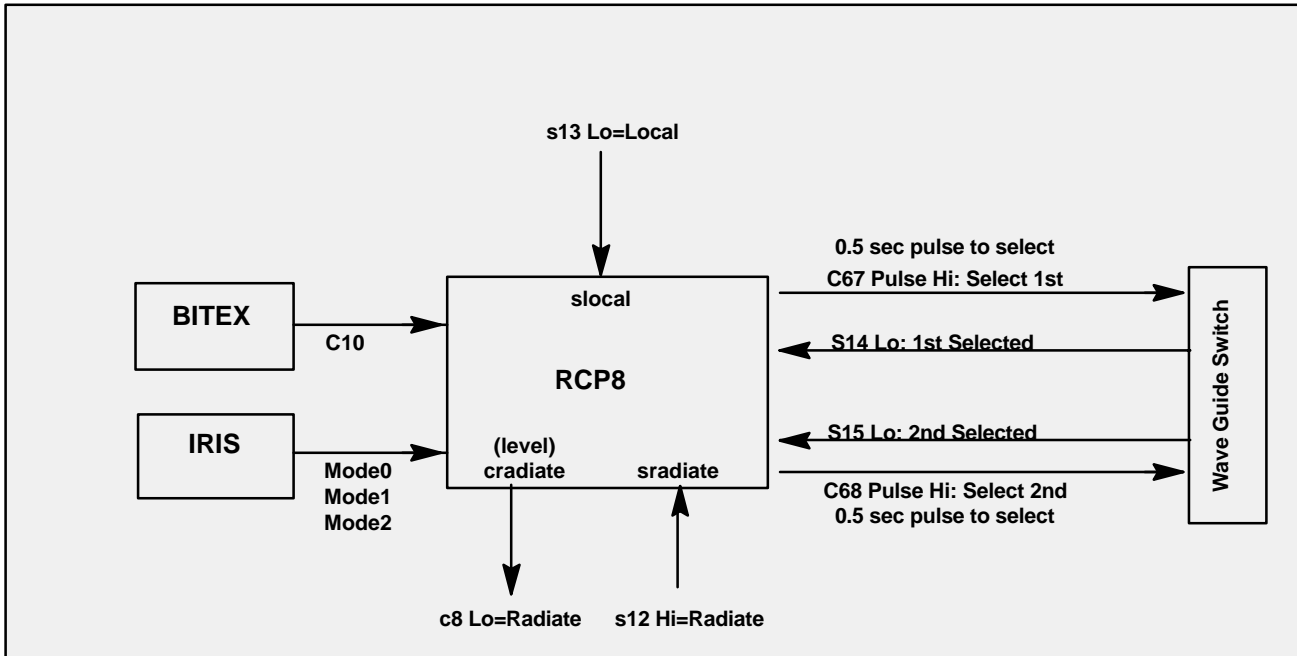 s13 Lo=Local
0.5 sec pulse to select
C67 Pulse Hi: Select 1st
slocal
BITEX
C10
S14 Lo: 1st Selected
RCP8
Wave Guide Switch
IRIS
S15 Lo: 2nd Selected
(level)
cradiate
sradiate
Mode0
Mode1
Mode2
C68 Pulse Hi: Select 2nd
0.5 sec pulse to select
c8 Lo=Radiate
s12 Hi=Radiate